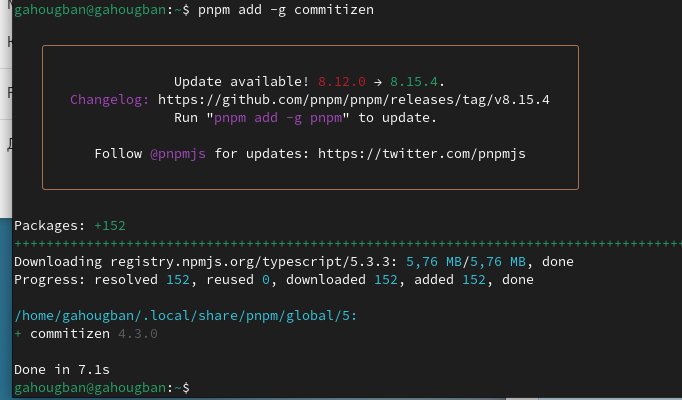 gahougban@gahougban:~$ pnpm add -g commitizen
Update available! 8.12.0 → 8.15.4.
Changelog: https://github.com/pnpm/pnpm/releases/tag/v8.15.4
Run "pnpm add -g pnpm" to update.
Follow @pnpmjs for updates: https://twitter.com/pnpmjs
Packages: +152
++++++++++++++++++++++++++++++++++++++++++++++++++++++++++++++++++++++++++++++++++++
Downloading registry.npmjs.org/typescript/5.3.3: 5,76 MB/5,76 MB, done
Progress: resolved 152, reused 0, downloaded 152, added 152, done
/home/gahougban/.local/share/pnpm/global/5:
+ commitizen 4.3.0
Done in 7.1s
gahougban@gahougban:~$